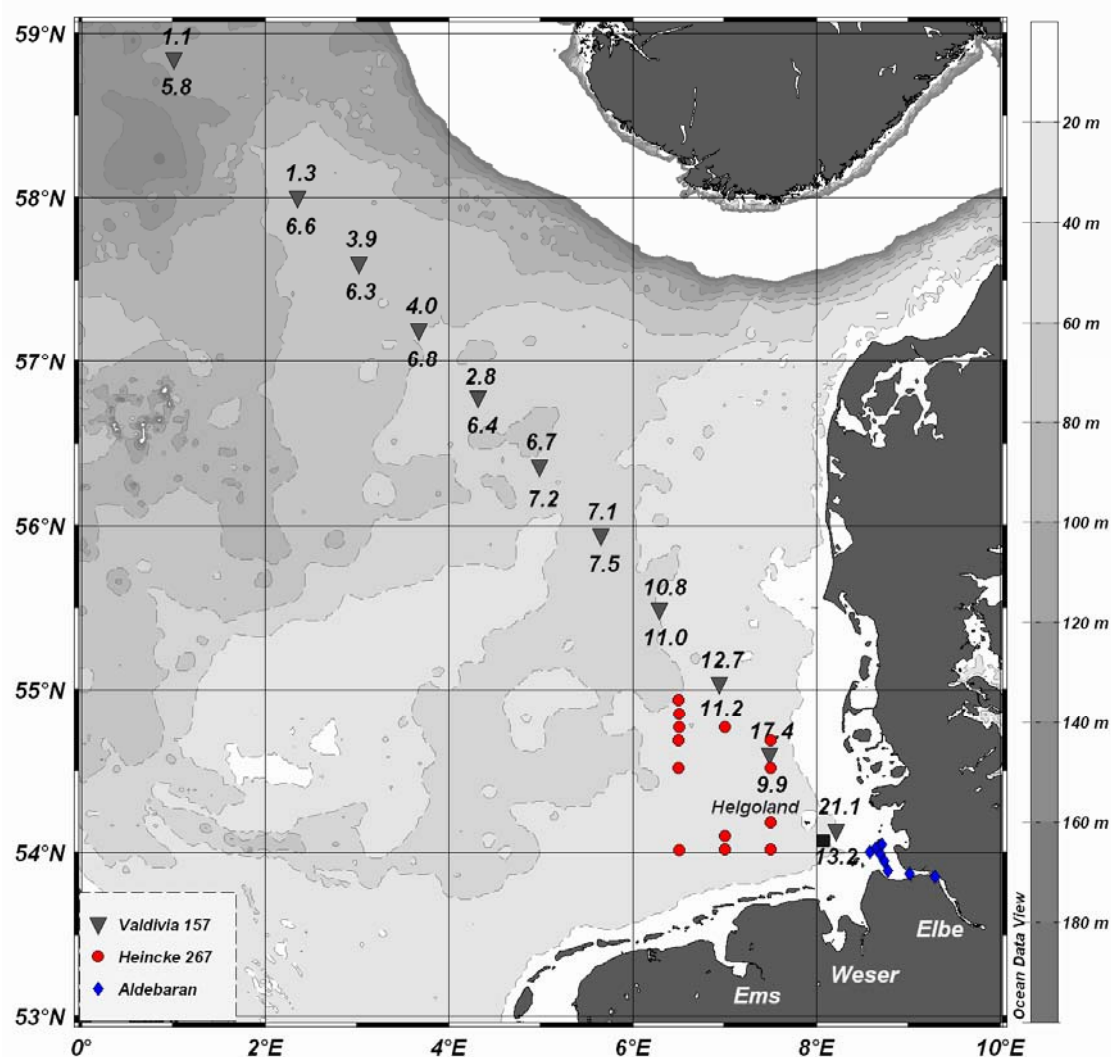 59°N
58°N
57°N
56°N
55°N
54°N
53°N
0°
2°E
4°E
6°E
8°E
10°E
1.1
5.8
1.3
6.6
3.9
6.3
4.0
6.8
2.8
6.4
6.7
7.2
7.1
7.5
10.8
11.0
12.7
11.2
17.4
9.9
Helgoland
21.1
13.2
Elbe
Weser
Ems
Valdivia 157
Heincke 267
Aldebaran
20 m
40 m
60 m
80 m
100 m
120 m
140 m
160 m
180 m
Ocean Data View